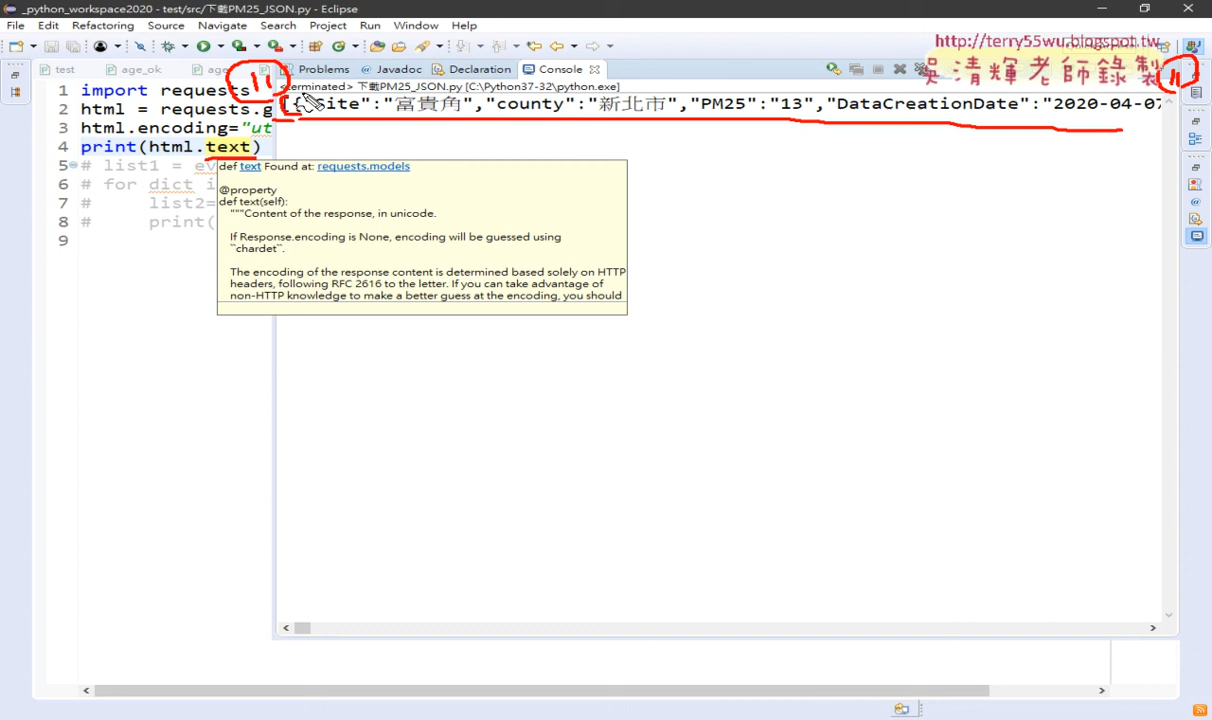 _python_workspace2020 - test/src/下載PM25_JSON.py - Eclipse
File Edit Refactoring Source Navigate Search Project Run Window Help
http://terry55wu.blogspot.tw
吳清輝老師錄製
test age_ok age Problems @ Javadoc Declaration Console
11 11
<terminated> 下載PM25_JSON.py [C:\Python37-32\python.exe]
[{"Site":"富貴角","county":"新北市","PM25":"13","DataCreationDate":"2020-04-07
1 import requests
2 html = requests.g
3 html.encoding="ut
4 print(html.text)
5 # list1 = ev
6 # for dict i
7 # list2=
8 # print(
9
def text Found at: requests.models
@property
def text(self):
"""Content of the response, in unicode.
If Response.encoding is None, encoding will be guessed using
``chardet``.
The encoding of the response content is determined based solely on HTTP
headers, following RFC 2616 to the letter. If you can take advantage of
non-HTTP knowledge to make a better guess at the encoding, you should